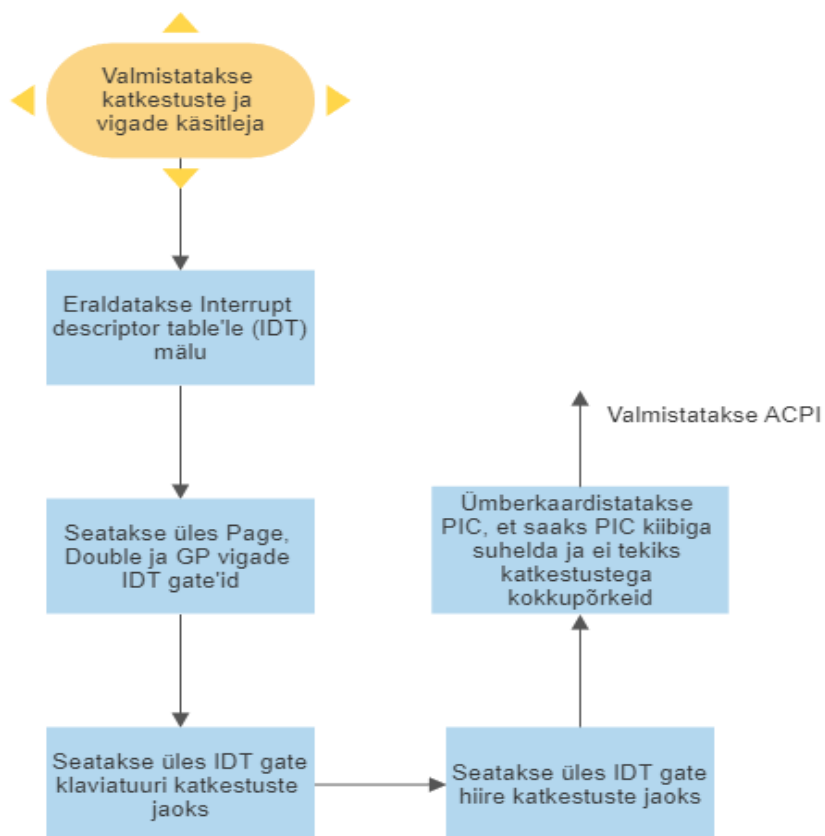 Valmistatakse
katkestuste ja
vigade käsitleja
Eraldatakse Interrupt
descriptor table'le (IDT)
mälu
Seatakse üles Page,
Double ja GP vigade
IDT gate'id
Seatakse üles IDT gate
klaviatuuri katkestuste
jaoks
Seatakse üles IDT gate
hiire katkestuste jaoks
Ümberkaardistatakse
PIC, et saaks PIC kiibiga
suhelda ja ei tekiks
katkestustega
kokkupõrkeid
Valmistatakse ACPI